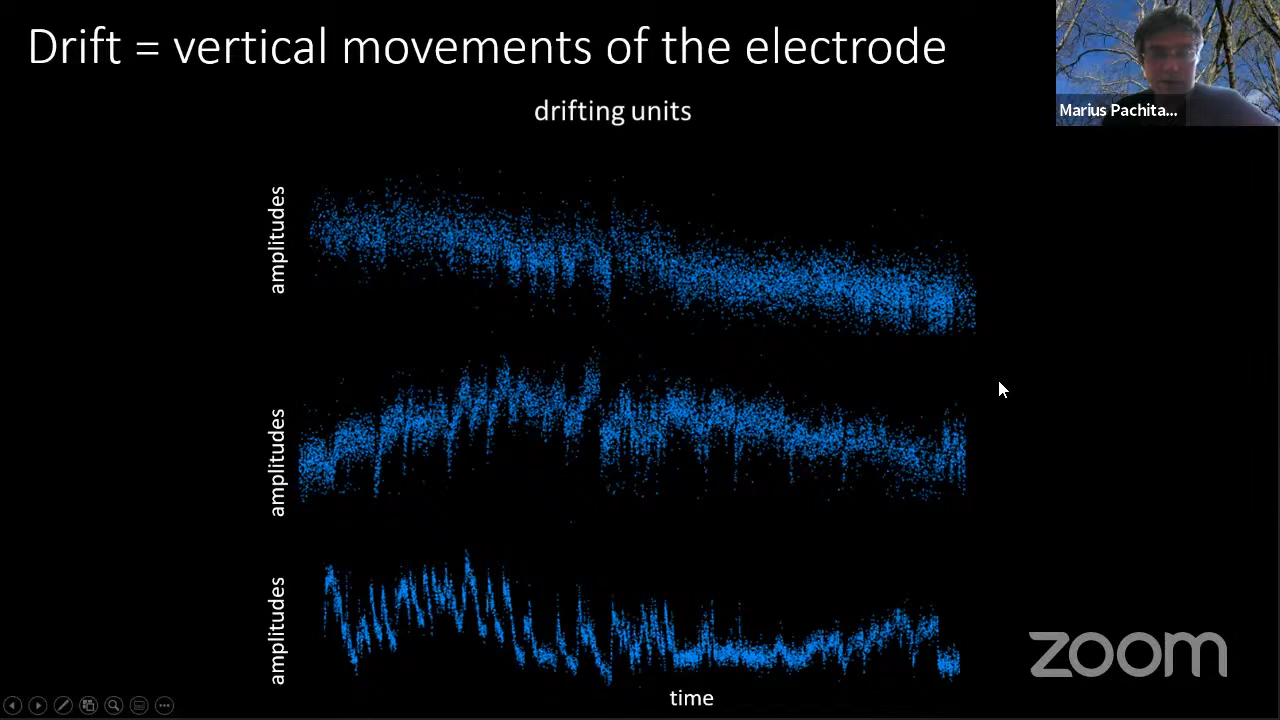 Drift = vertical movements of the electrode
Marius Pachita...
drifting units
amplitudes
amplitudes
amplitudes
time
zoom